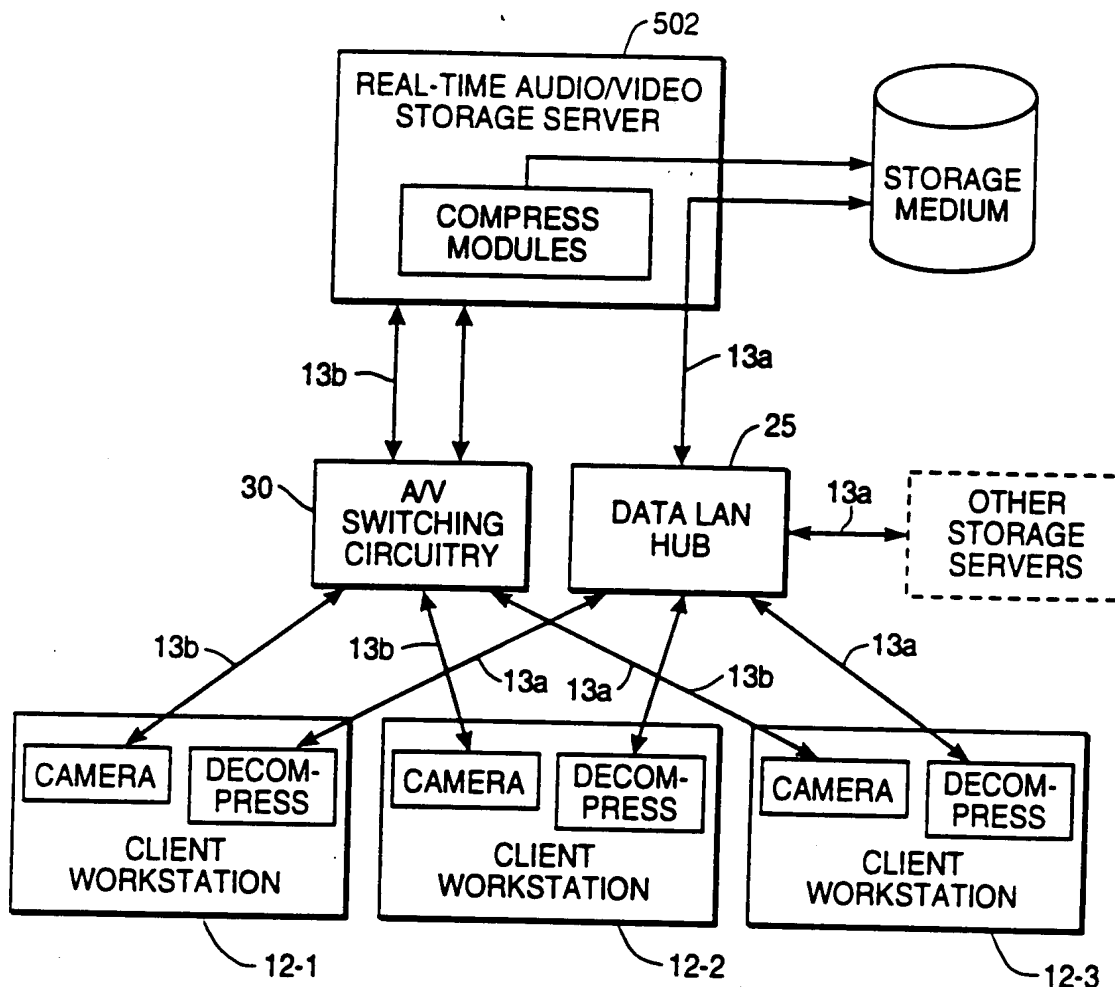 502
REAL-TIME AUDIO/VIDEO
STORAGE SERVER
COMPRESS
MODULES
STORAGE
MEDIUM
13b
13a
25
30
A/V
SWITCHING
CIRCUITRY
DATA LAN
HUB
13a
OTHER
STORAGE
SERVERS
13b
13b
13a
13a
13b
13a
CAMERA
DECOM-
PRESS
CLIENT
WORKSTATION
CAMERA
DECOM-
PRESS
CLIENT
WORKSTATION
CAMERA
DECOM-
PRESS
CLIENT
WORKSTATION
12-1
12-2
12-3